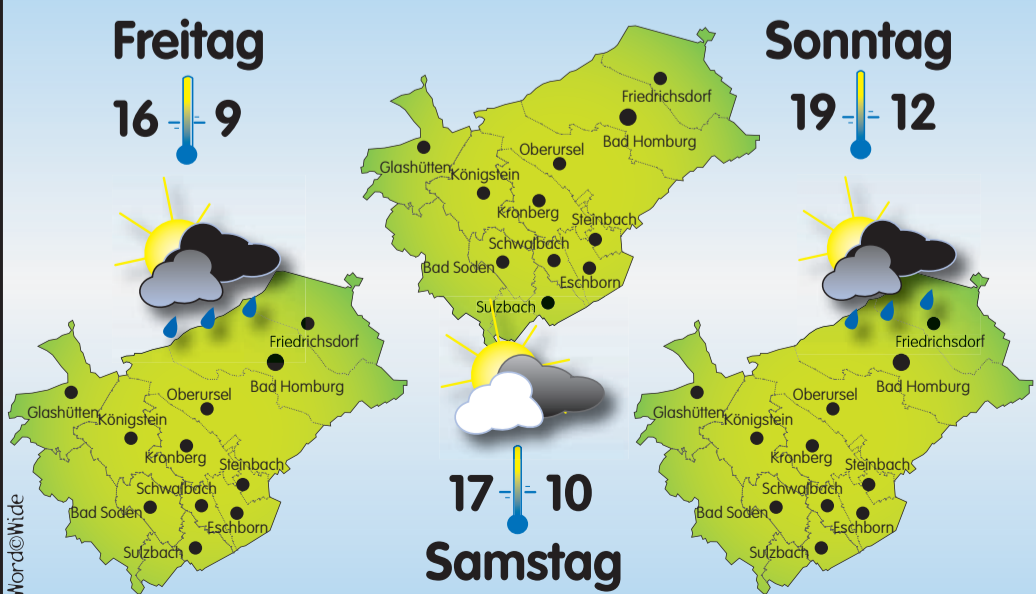 Freitag
16 9
Friedrichsdorf
Bad Homburg
Oberursel
Glashütten
Königstein
Kronberg
Steinbach
Schwalbach
Bad Soden
Eschborn
Sulzbach
Friedrichsdorf
Bad Homburg
Oberursel
Glashütten
Königstein
Kronberg
Steinbach
Schwalbach
Bad Soden
Eschborn
Sulzbach
17 10
Samstag
Sonntag
19 12
Friedrichsdorf
Bad Homburg
Oberursel
Glashütten
Königstein
Kronberg
Steinbach
Schwalbach
Bad Soden
Eschborn
Sulzbach
Word©Wide